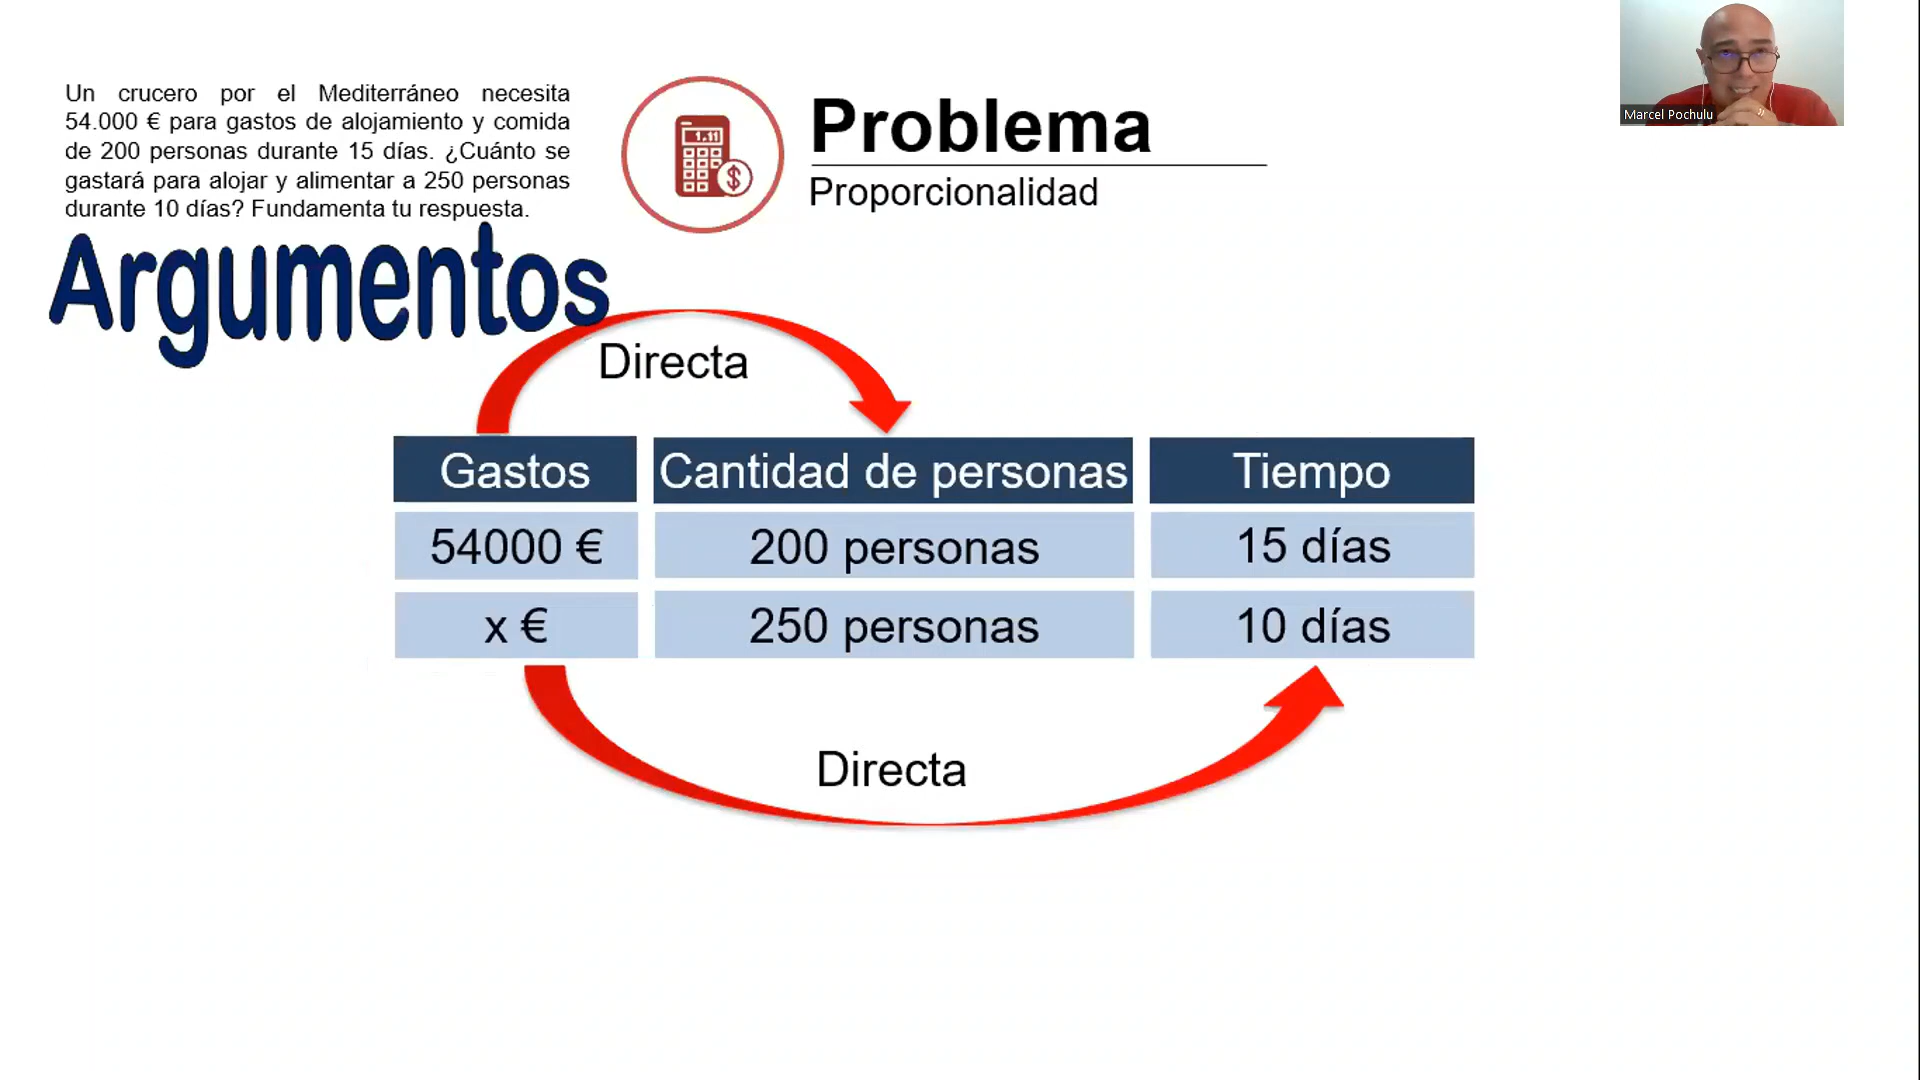 Un crucero por el Mediterráneo necesita
54.000 € para gastos de alojamiento y comida
de 200 personas durante 15 días. ¿Cuánto se
gastará para alojar y alimentar a 250 personas
durante 10 días? Fundamenta tu respuesta.
Argumentos
1.11
$
Problema
Proporcionalidad
Marcel Pochulu
Directa
Gastos Cantidad de personas Tiempo
54000 € 200 personas 15 días
x € 250 personas 10 días
Directa